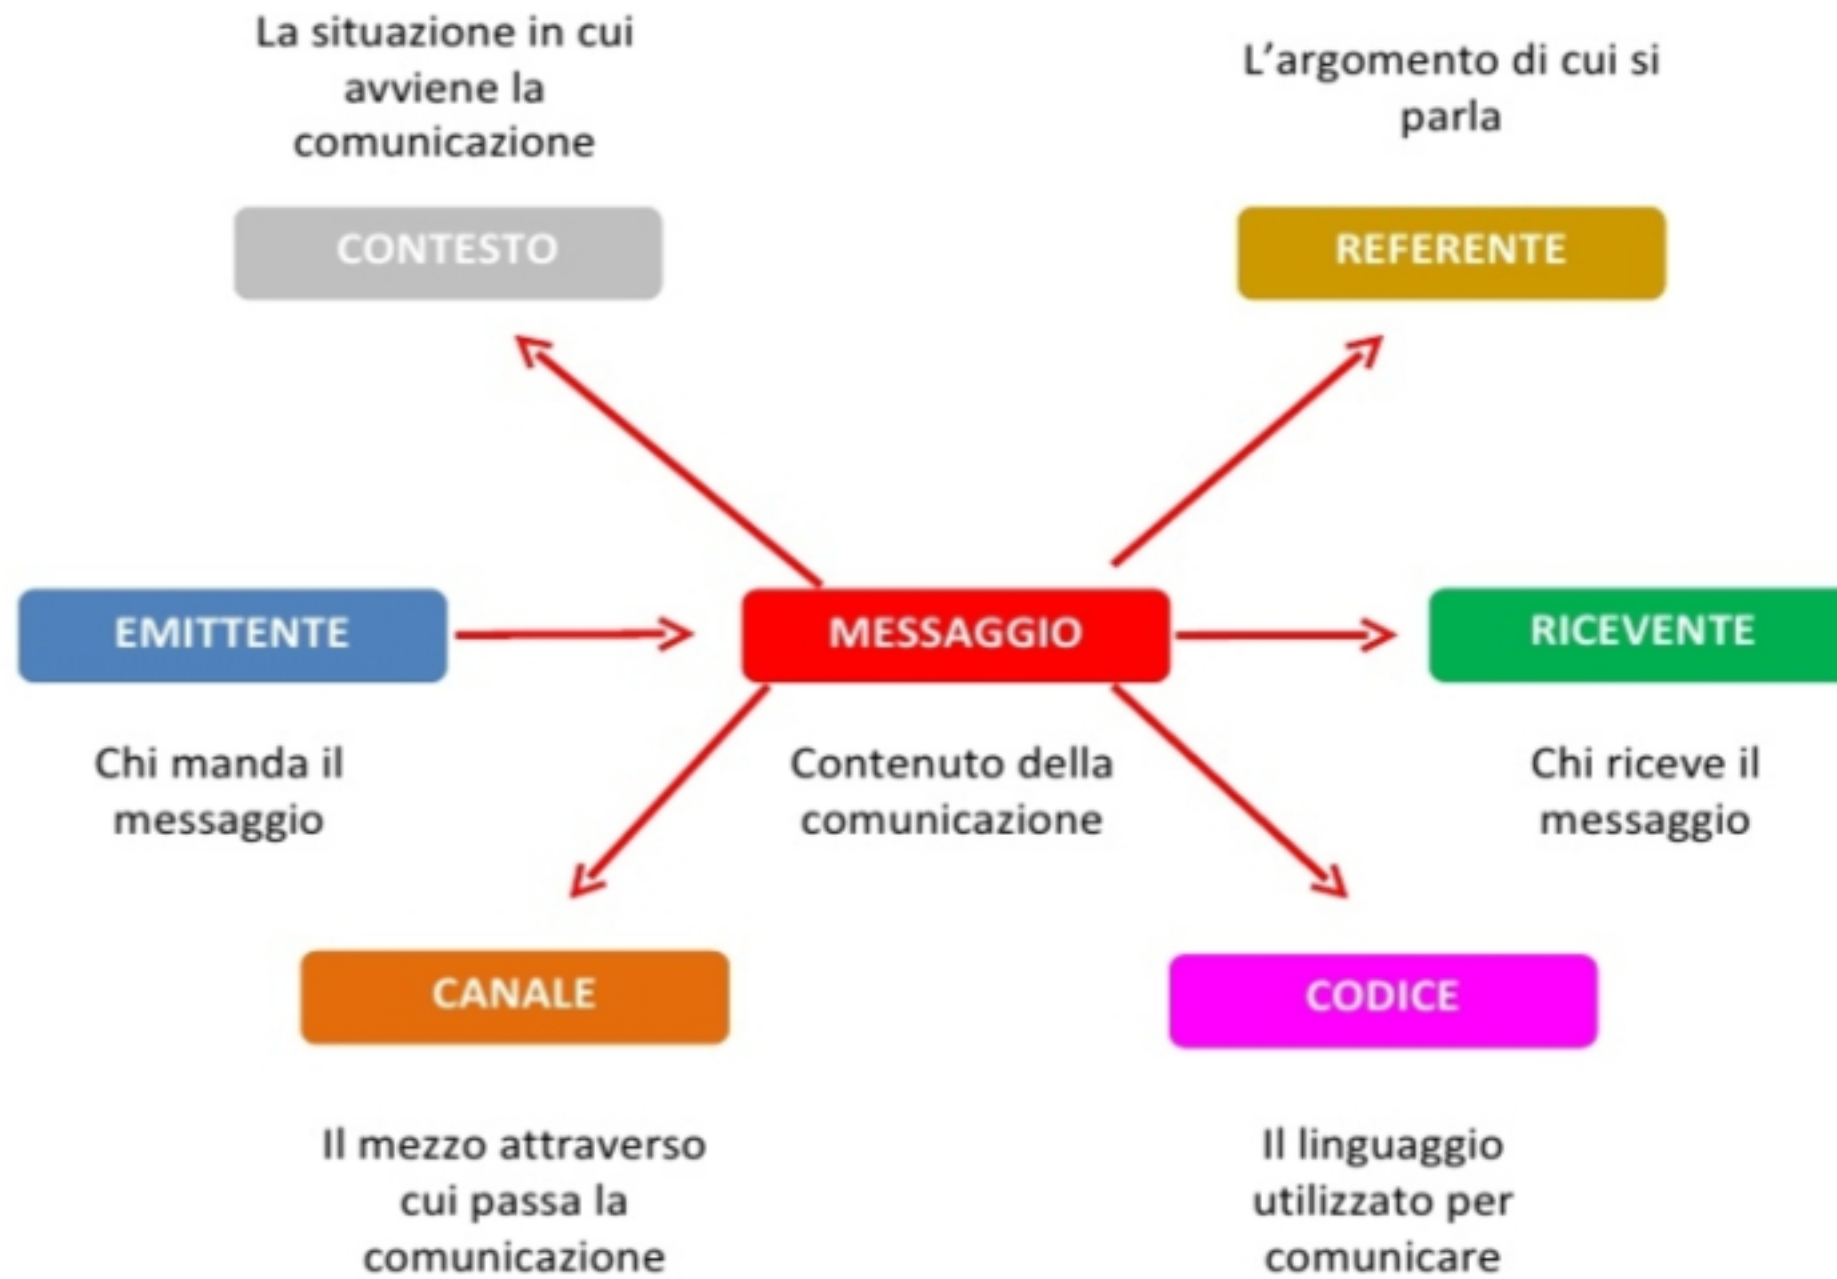 La situazione in cui
avviene la
comunicazione
L’argomento di cui si
parla
CONTESTO
REFERENTE
EMITTENTE
MESSAGGIO
RICEVENTE
Chi manda il
messaggio
Contenuto della
comunicazione
Chi riceve il
messaggio
CANALE
CODICE
Il mezzo attraverso
cui passa la
comunicazione
Il linguaggio
utilizzato per
comunicare